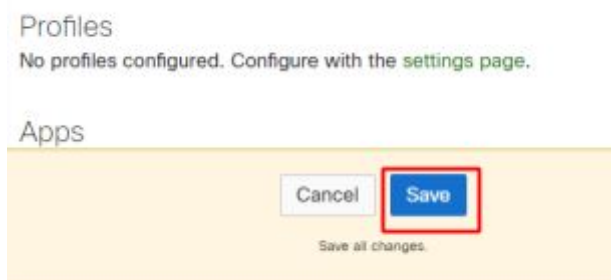 Profiles
No profiles configured. Configure with the settings page.
Apps
Cancel Save
Save all changes.